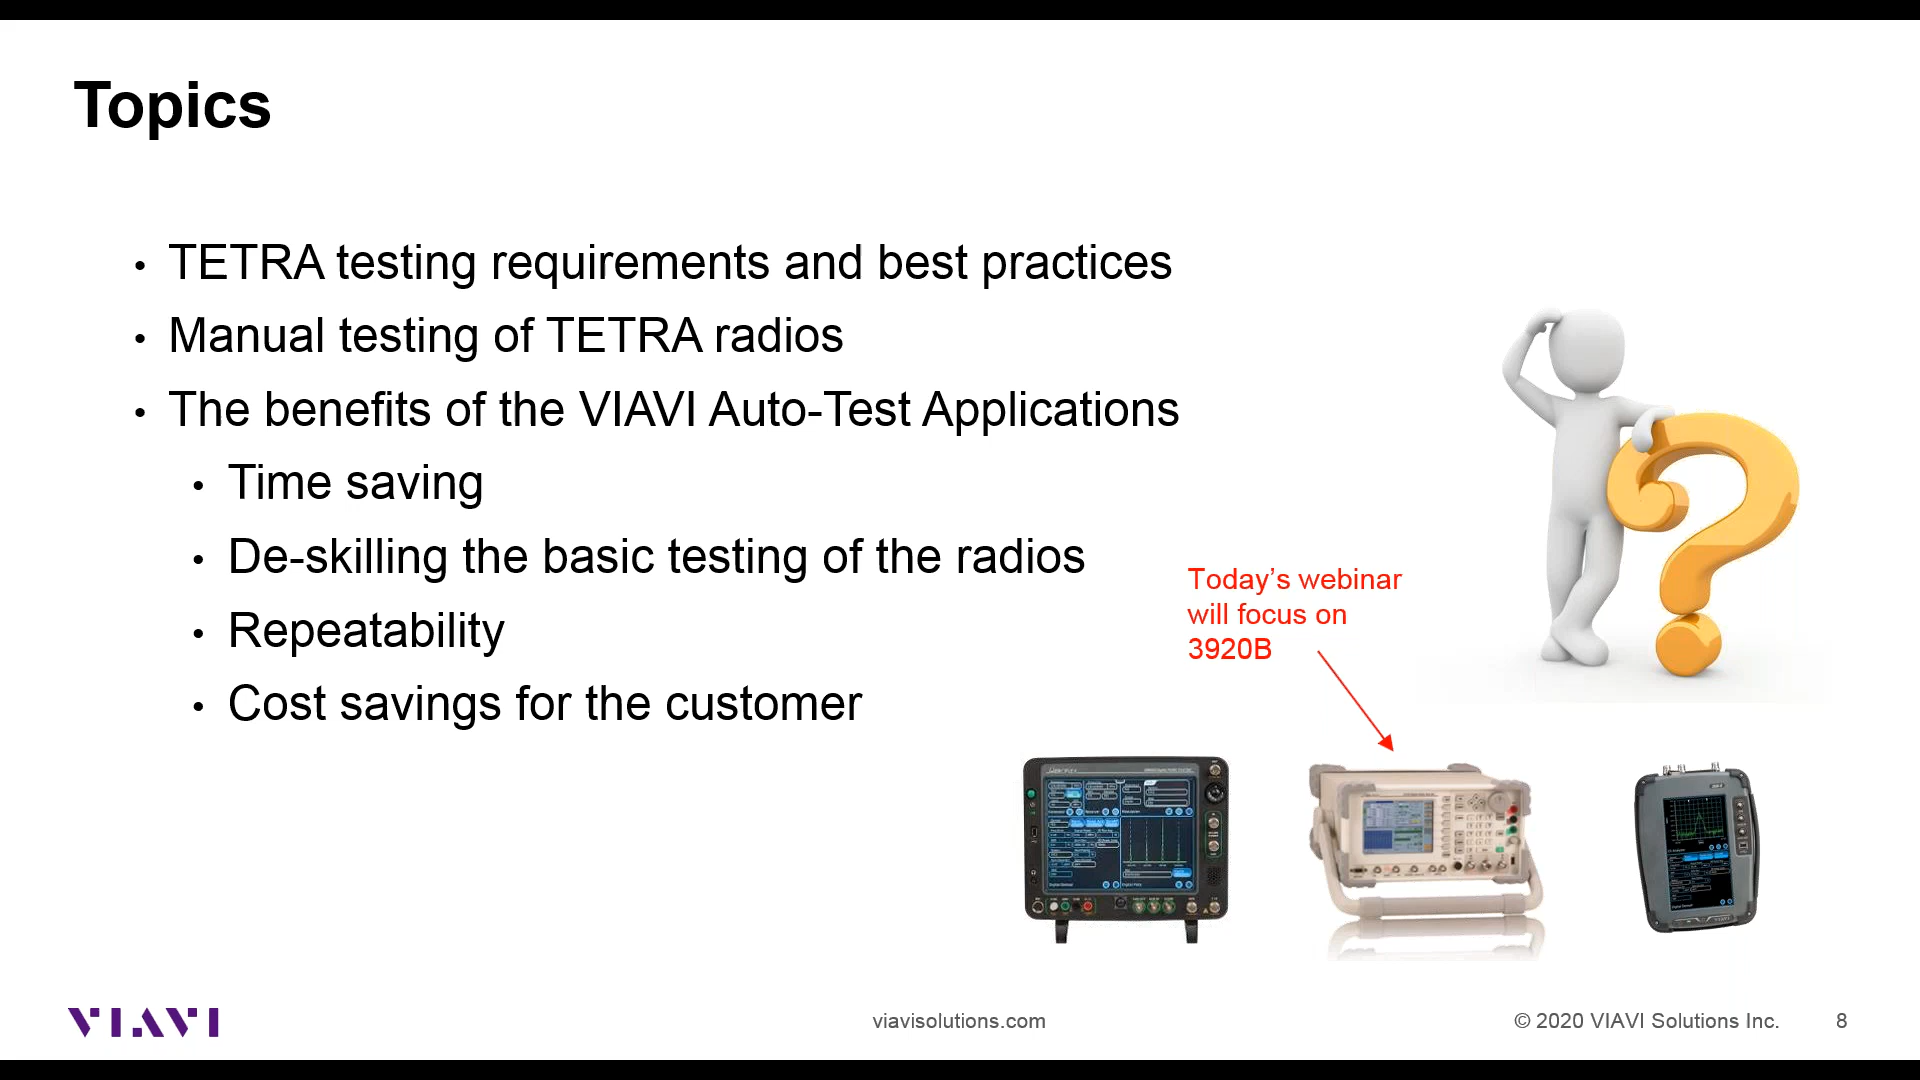 Topics
• TETRA testing requirements and best practices
• Manual testing of TETRA radios
• The benefits of the VIAVI Auto-Test Applications
• Time saving
• De-skilling the basic testing of the radios
• Repeatability
• Cost savings for the customer
Today’s webinar
will focus on
3920B
VIAVI
viavisolutions.com
© 2020 VIAVI Solutions Inc.
8